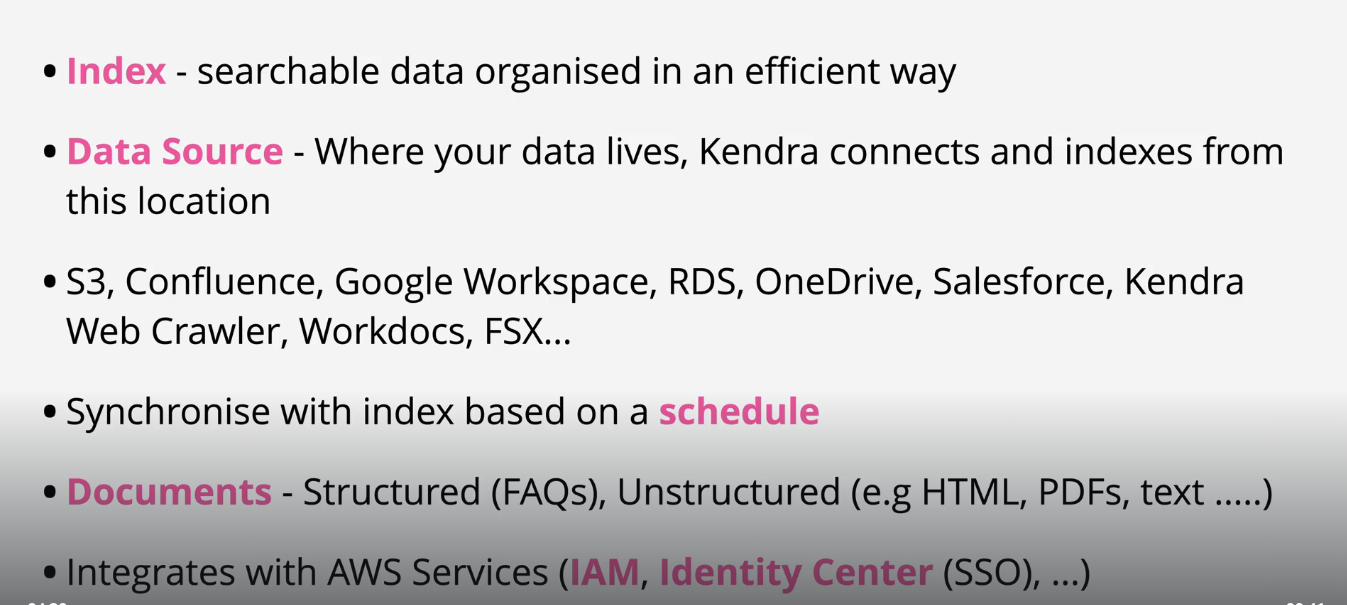 • Index - searchable data organised in an efficient way
• Data Source - Where your data lives, Kendra connects and indexes from
this location
• S3, Confluence, Google Workspace, RDS, OneDrive, Salesforce, Kendra
Web Crawler, Workdocs, FSX...
• Synchronise with index based on a schedule
• Documents - Structured (FAQs), Unstructured (e.g HTML, PDFs, text .....)
• Integrates with AWS Services (IAM, Identity Center (SSO), ...)